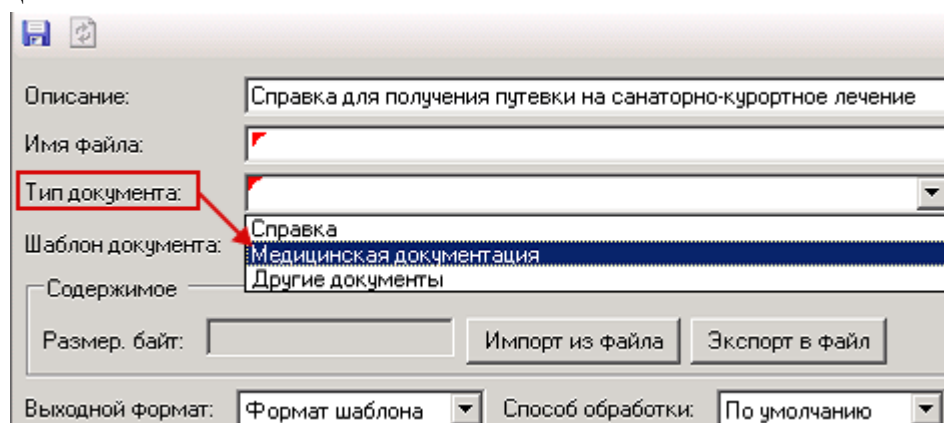 Описание: Справка для получения путевки на санаторно-курортное лечение
Имя файла:
Тип документа:
Справка
Шаблон документа: Медицинская документация
Другие документы
Содержимое
Размер. байт: Импорт из файла Экспорт в файл
Выходной формат: Формат шаблона Способ обработки: По умолчанию